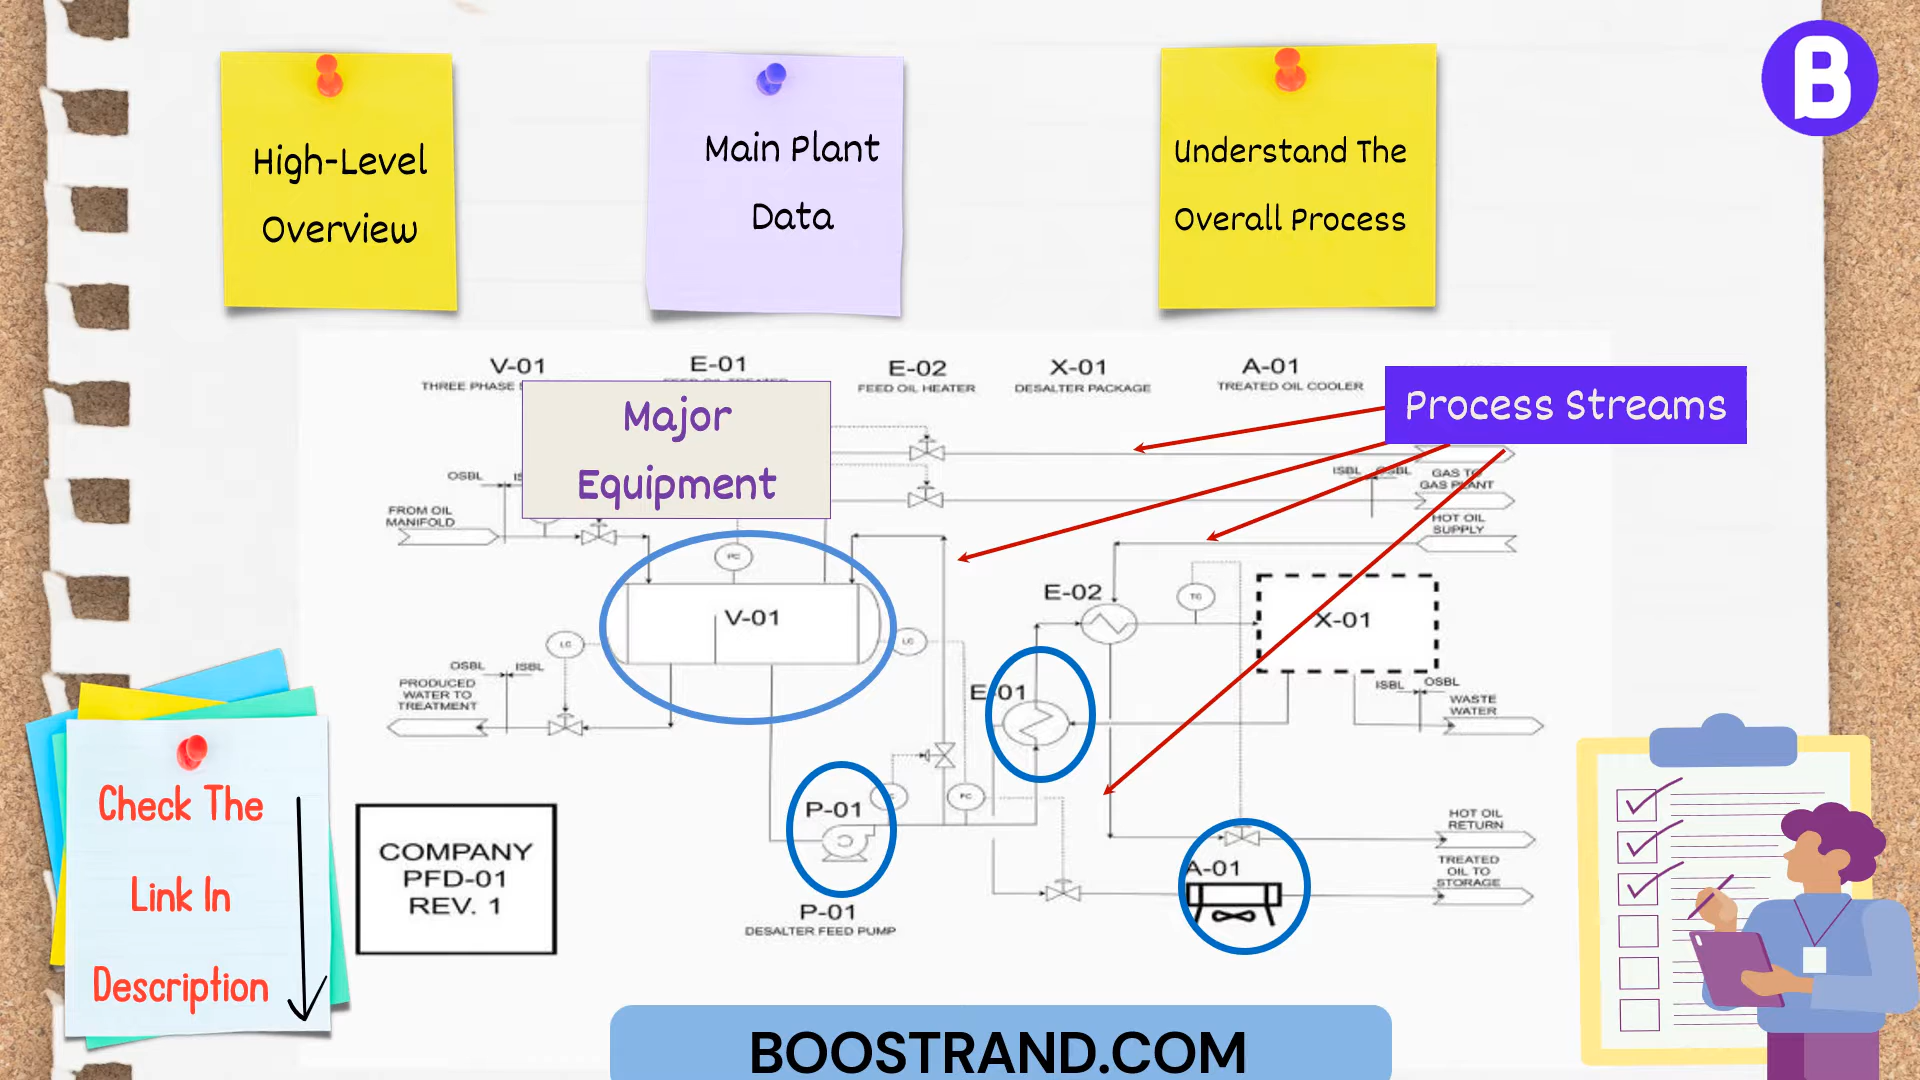 High-Level
Overview
Main Plant
Data
Understand The
Overall Process
B
V-01
THREE PHASE
E-01
E-02
FEED OIL HEATER
X-01
DESALTER PACKAGE
A-01
TREATED OIL COOLER
Major
Equipment
Process Streams
OSBL
FROM OIL
MANIFOLD
ISBL
OSBL
GAS TO
GAS PLANT
HOT OIL
SUPPLY
PC
V-01
LC
LC
E-02
TC
X-01
OSBL
ISBL
PRODUCED
WATER TO
TREATMENT
E-01
ISBL
OSBL
WASTE
WATER
P-01
FC
HOT OIL
RETURN
TREATED
OIL TO
STORAGE
A-01
P-01
DESALTER FEED PUMP
COMPANY
PFD-01
REV. 1
Check The
Link In
Description
BOOSTRAND.COM